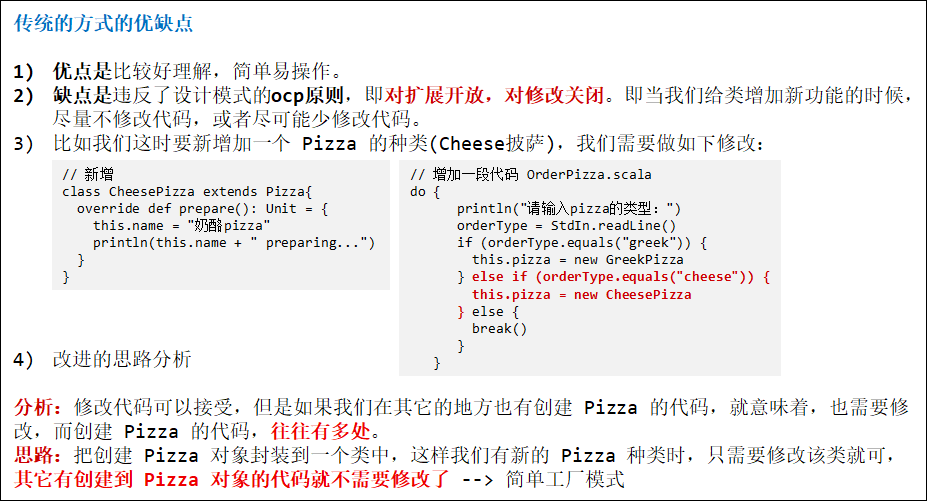 传统的方式的优缺点
1) 优点是比较好理解，简单易操作。
2) 缺点是违反了设计模式的ocp原则，即对扩展开放，对修改关闭。即当我们给类增加新功能的时候，
尽量不修改代码，或者尽可能少修改代码。
3) 比如我们这时要新增加一个 Pizza 的种类(Cheese披萨)，我们需要做如下修改：
// 新增
class CheesePizza extends Pizza{
override def prepare(): Unit = {
this.name = "奶酪pizza"
println(this.name + " preparing...")
}
}
// 增加一段代码 OrderPizza.scala
do {
println("请输入pizza的类型：")
orderType = StdIn.readLine()
if (orderType.equals("greek")) {
this.pizza = new GreekPizza
} else if (orderType.equals("cheese")) {
this.pizza = new CheesePizza
} else {
break()
}
}
4) 改进的思路分析
分析：修改代码可以接受，但是如果我们在其它的地方也有创建 Pizza 的代码，就意味着，也需要修
改，而创建 Pizza 的代码，往往有多处。
思路：把创建 Pizza 对象封装到一个类中，这样我们有新的 Pizza 种类时，只需要修改该类就可，
其它有创建到 Pizza 对象的代码就不需要修改了 --> 简单工厂模式